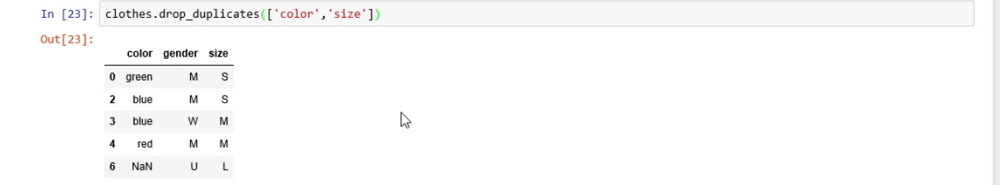 In [23]: clothes.drop_duplicates(['color','size'])
Out[23]:
color gender size
0 green M S
2 blue M S
3 blue W M
4 red M M
6 NaN U L